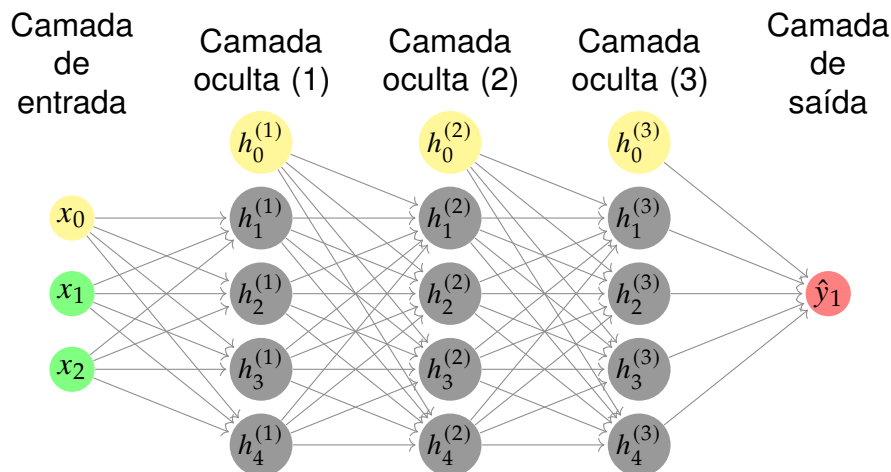 Camada
de
entrada
Camada
oculta (1)
Camada
oculta (2)
Camada
oculta (3)
Camada
de
saída
x₀
x₁
x₂
h₀⁽¹⁾
h₁⁽¹⁾
h₂⁽¹⁾
h₃⁽¹⁾
h₄⁽¹⁾
h₀⁽²⁾
h₁⁽²⁾
h₂⁽²⁾
h₃⁽²⁾
h₄⁽²⁾
h₀⁽³⁾
h₁⁽³⁾
h₂⁽³⁾
h₃⁽³⁾
h₄⁽³⁾
ŷ₁